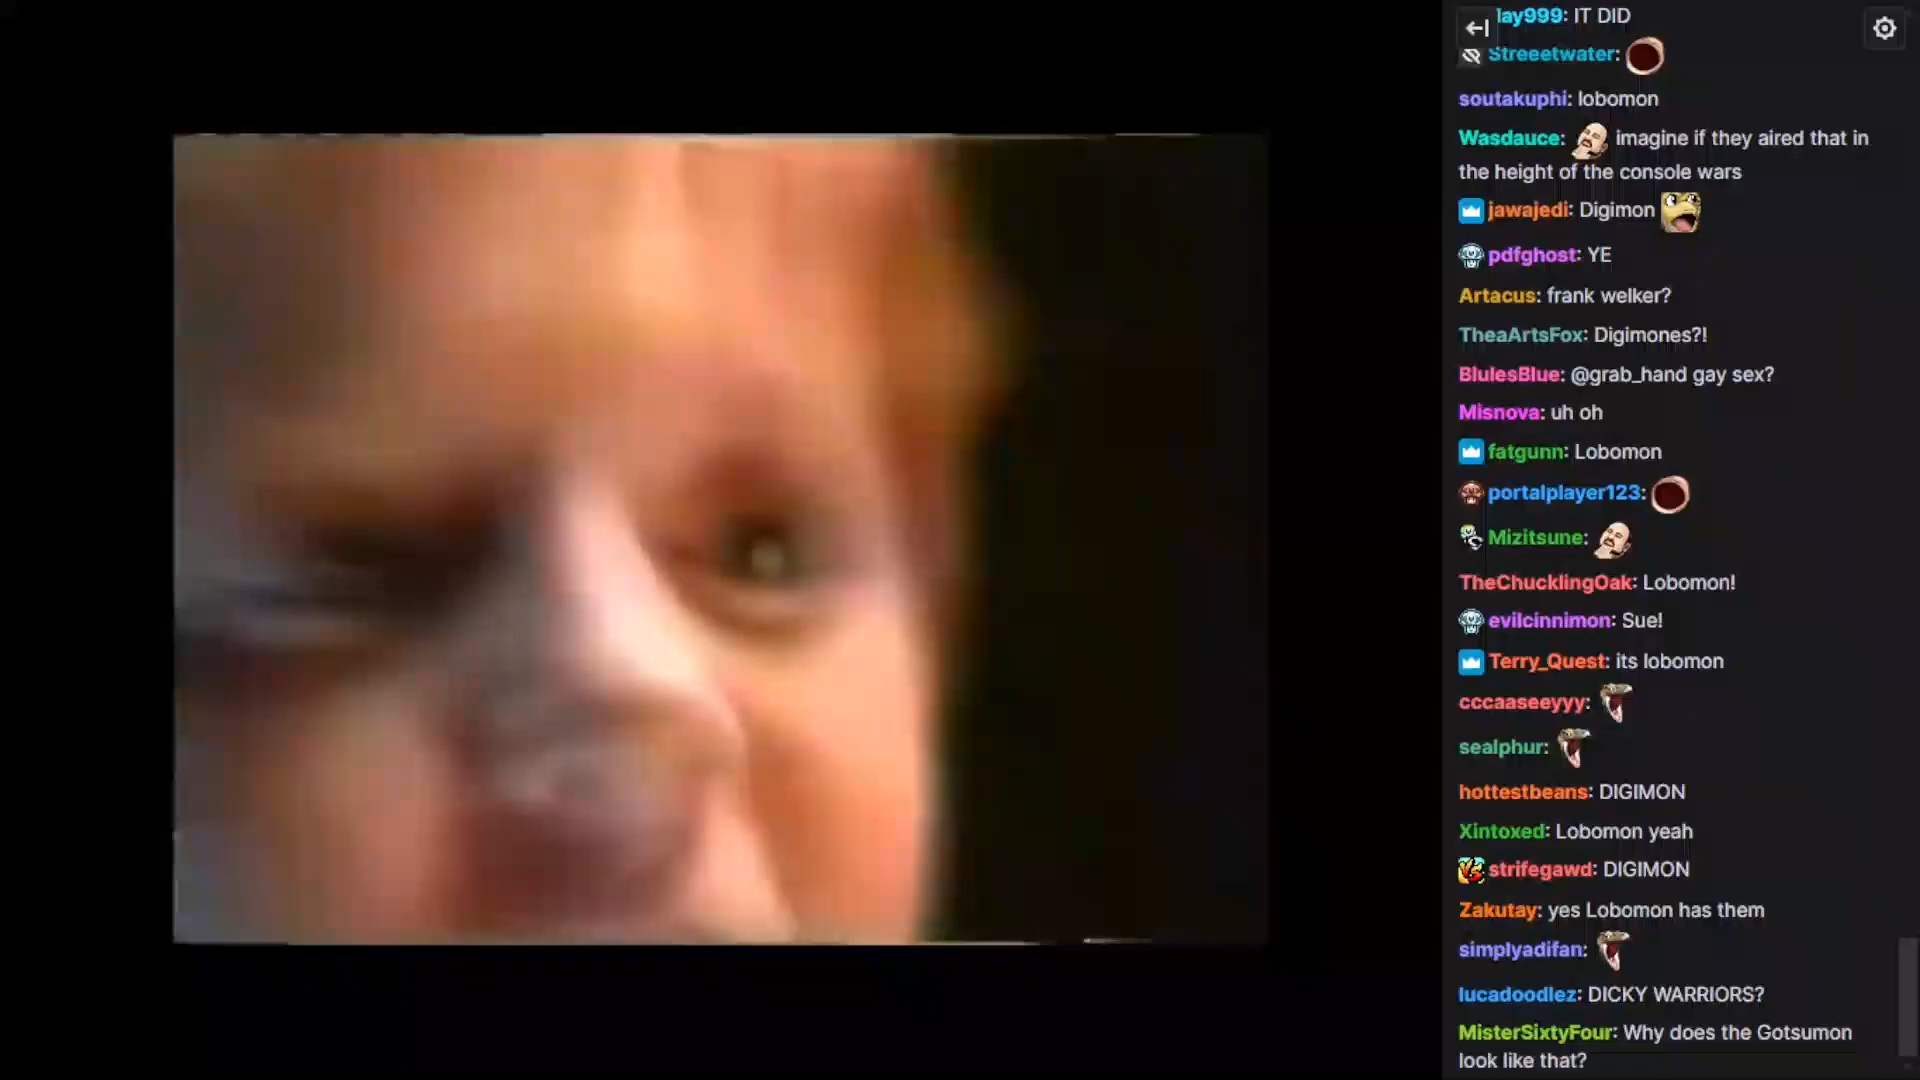 lay999: IT DID
Streeetwater:
soutakuphi: lobomon
Wasdauce: imagine if they aired that in
the height of the console wars
jawajedi: Digimon
pdfghost: YE
Artacus: frank welker?
TheaArtsFox: Digimones?!
BlulesBlue: @grab_hand gay sex?
Misnova: uh oh
fatgunn: Lobomon
portalplayer123:
Mizitsune:
TheChucklingOak: Lobomon!
evilcinnimon: Sue!
Terry_Quest: its lobomon
cccaaseeyyy:
sealphur:
hottestbeans: DIGIMON
Xintoxed: Lobomon yeah
strifegawd: DIGIMON
Zakutay: yes Lobomon has them
simplyadifan:
lucadoodlez: DICKY WARRIORS?
MisterSixtyFour: Why does the Gotsumon
look like that?